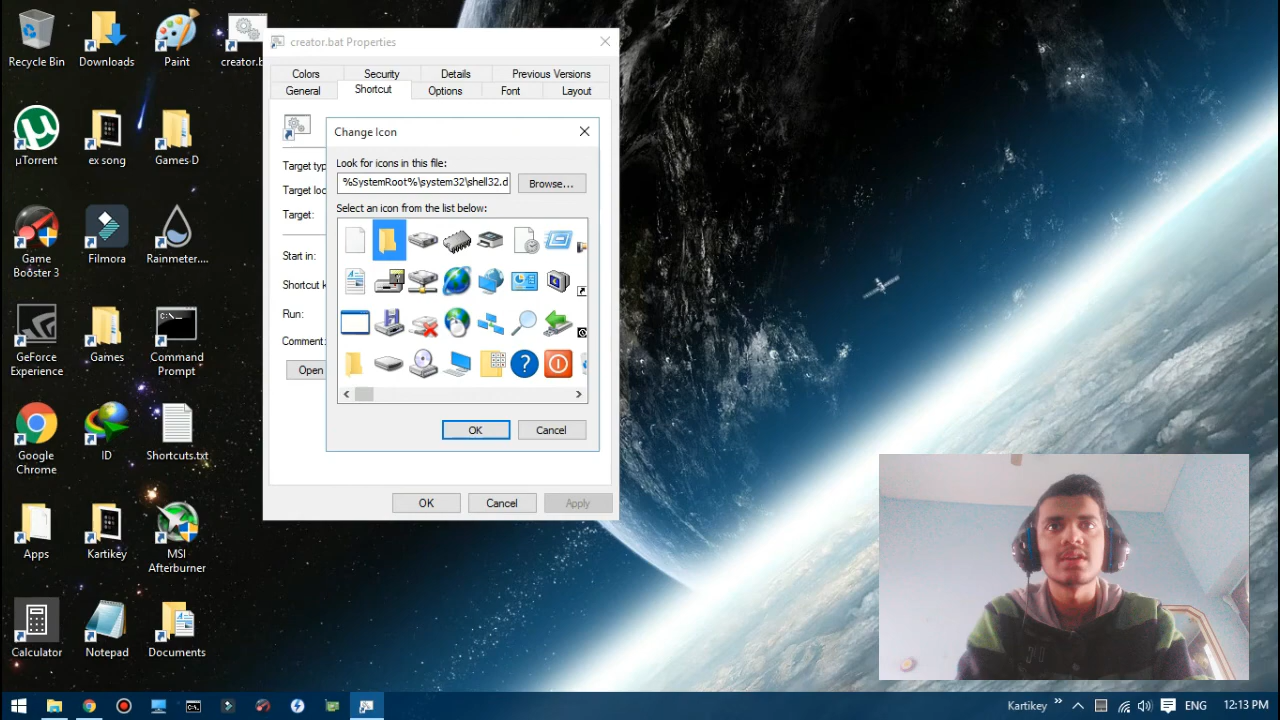 Recycle Bin
Downloads
Paint
creator.b
µTorrent
ex song
Games-D
Game
Booster 3
Filmora
Rainmeter....
GeForce
Experience
Games
Command
Prompt
Google
Chrome
ID
Shortcuts.txt
Apps
Kartikey
MSI
Afterburner
Calculator
Notepad
Documents
creator.bat Properties
Colors
Security
Details
Previous Versions
General
Shortcut
Options
Font
Layout
Target typ
Target loc
Target:
Start in:
Shortcut k
Run:
Comment:
Open
Change Icon
Look for icons in this file:
%SystemRoot%\system32\shell32.d
Browse...
Select an icon from the list below:
OK
Cancel
OK
Cancel
Apply
Kartikey
ENG
12:13 PM